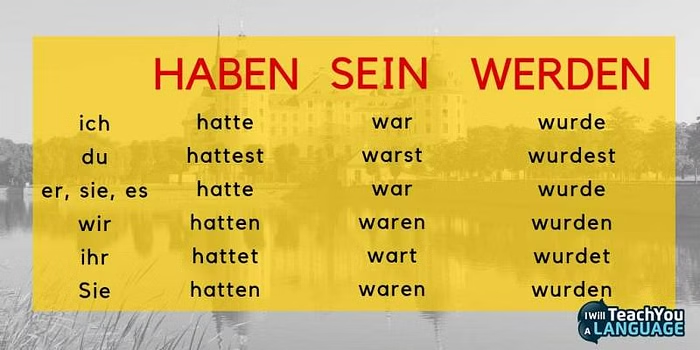 HABEN SEIN WERDEN
ich hatte war wurde
du hattest warst wurdest
er, sie, es hatte war wurde
wir hatten waren wurden
ihr hattet wart wurdet
Sie hatten waren wurden
I Will TeachYou
A LANGUAGE